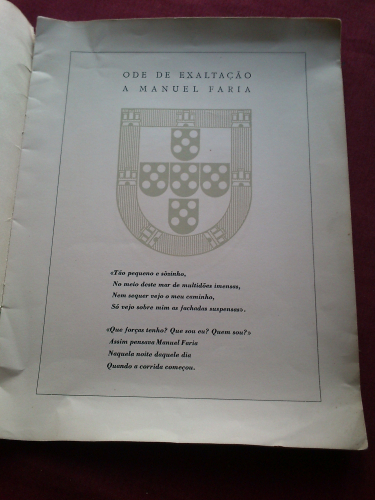 ODE DE EXALTAÇÃO
A MANUEL FARIA
«Tão pequeno e sòzinho,
No meio deste mar de multidões imensas,
Nem sequer vejo o meu caminho,
Só vejo sobre mim as fachadas suspensas».
«Que forças tenho? Que sou eu? Quem sou?»
Assim pensava Manuel Faria
Naquela noite daquele dia
Quando a corrida começou.